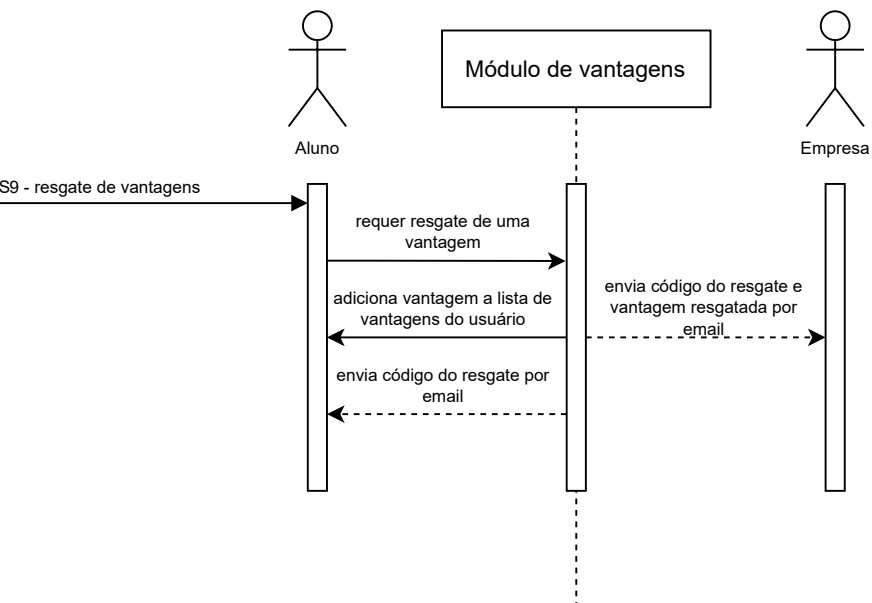 Módulo de vantagens
Aluno
Empresa
S9 - resgate de vantagens
requer resgate de uma
vantagem
adiciona vantagem a lista de
vantagens do usuário
envia código do resgate e
vantagem resgatada por
email
envia código do resgate por
email